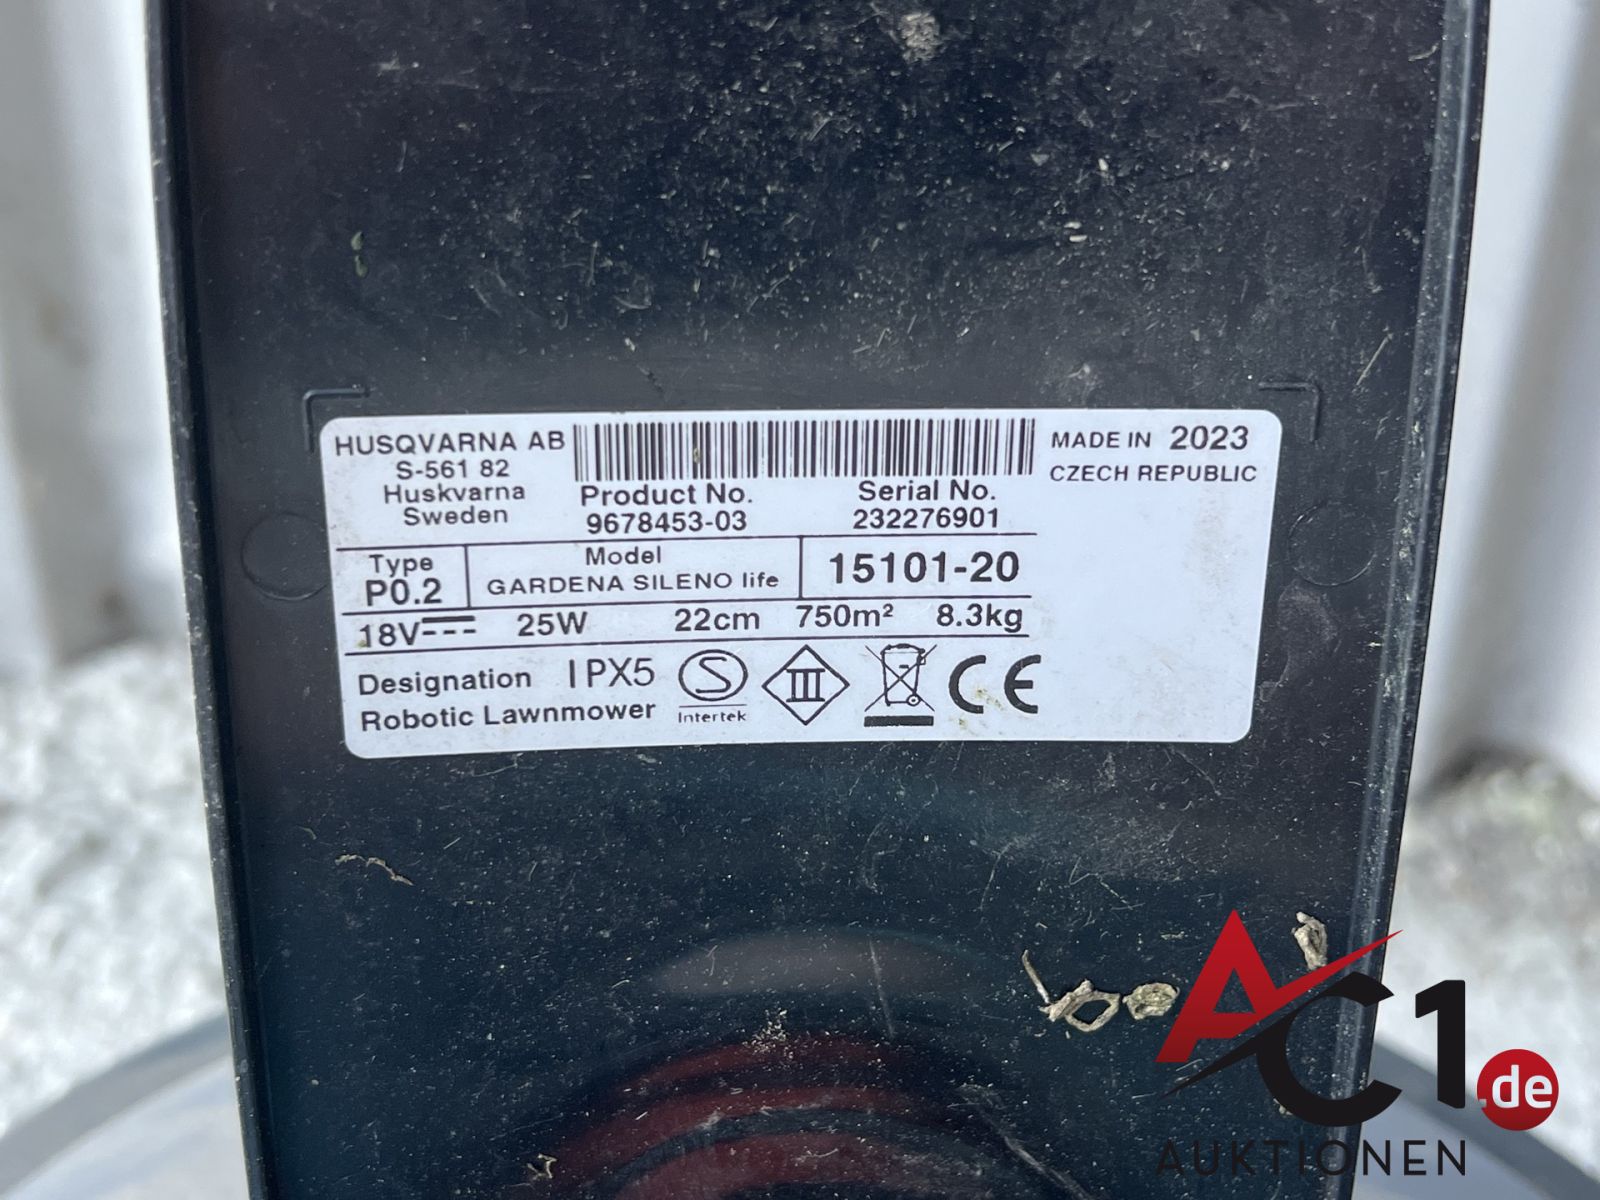 HUSQVARNA AB
S-561 82
Huskvarna
Sweden
Product No.
9678453-03
Serial No.
232276901
MADE IN 2023
CZECH REPUBLIC
Type
P0.2
Model
GARDENA SILENO life
15101-20
18V 25W 22cm 750m² 8.3kg
Designation IPX5
Robotic Lawnmower
S
Intertek
III
CE
AC1.de
AUKTIONEN